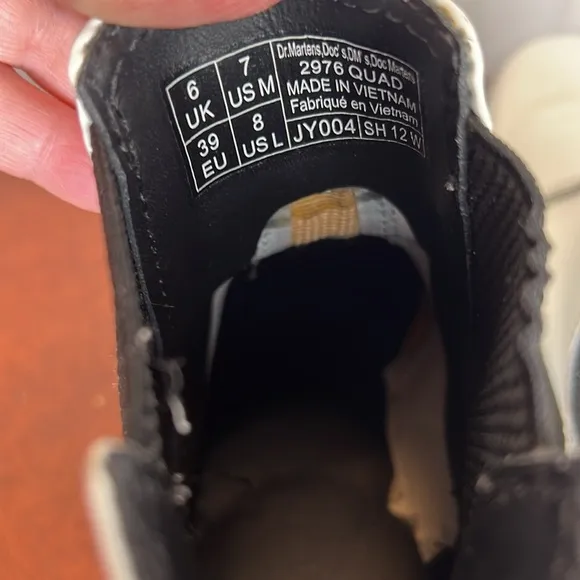 6 UK
7 US M
39 EU
8 US L
Dr.Martens,Doc's,DM's,Doc Martens
2976 QUAD
MADE IN VIETNAM
Fabriqué en Vietnam
JY004 SH 12 W